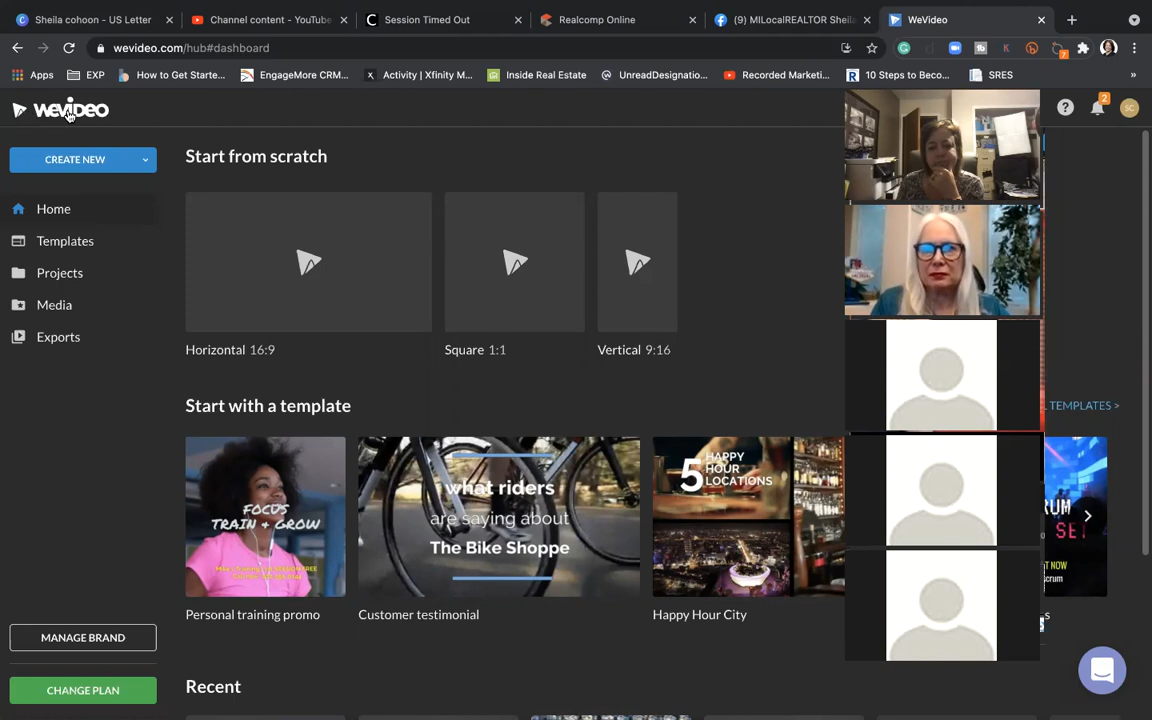 Sheila cohoon - US Letter
Channel content - YouTube
Session Timed Out
Realcomp Online
(9) MILocalREALTOR Sheila
WeVideo
wevideo.com/hub#dashboard
7
Apps
EXP
How to Get Starte...
EngageMore CRM...
Activity | Xfinity M...
Inside Real Estate
UnreadDesignatio...
Recorded Marketi...
10 Steps to Beco...
SRES
»
WEVIDEO
?
2
SC
CREATE NEW
Home
Templates
Projects
Media
Exports
MANAGE BRAND
CHANGE PLAN
Start from scratch
Horizontal 16:9
Square 1:1
Vertical 9:16
Start with a template
TEMPLATES >
FOCUS
TRAIN & GROW
what riders
are saying about
The Bike Shoppe
5 HAPPY
HOUR
LOCATIONS
Personal training promo
Customer testimonial
Happy Hour City
Recent